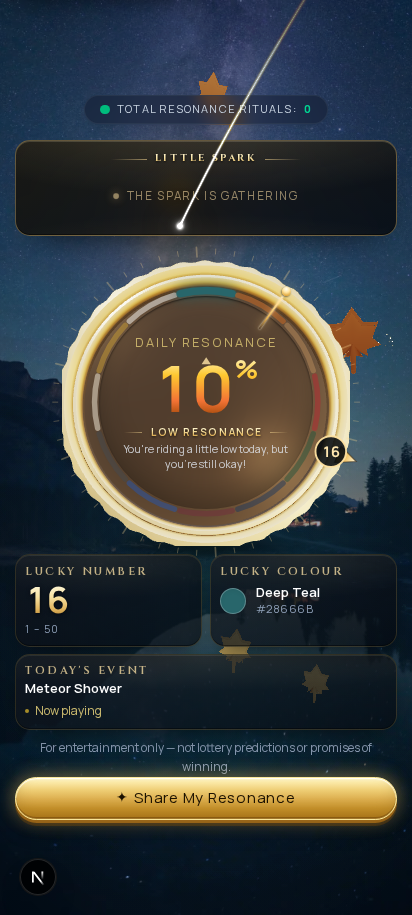 TOTAL RESONANCE RITUALS: 0
LITTLE SPARK
THE SPARK IS GATHERING
DAILY RESONANCE
10%
LOW RESONANCE
You're riding a little low today, but
you're still okay!
16
LUCKY NUMBER
16
1 – 50
LUCKY COLOUR
Deep Teal
#28666B
TODAY'S EVENT
Meteor Shower
Now playing
For entertainment only — not lottery predictions or promises of
winning.
✦ Share My Resonance
N